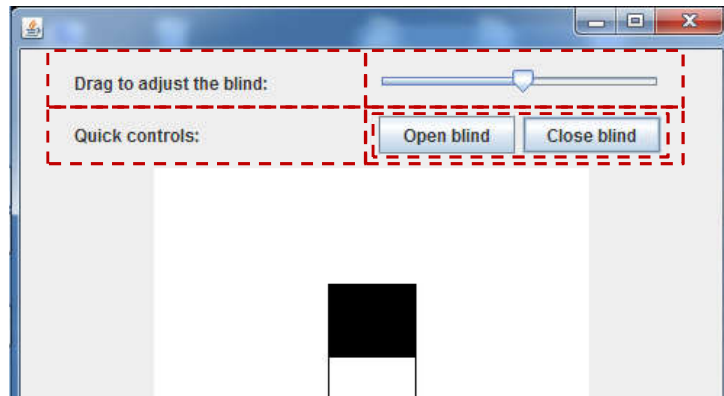 Drag to adjust the blind:
Quick controls:
Open blind
Close blind